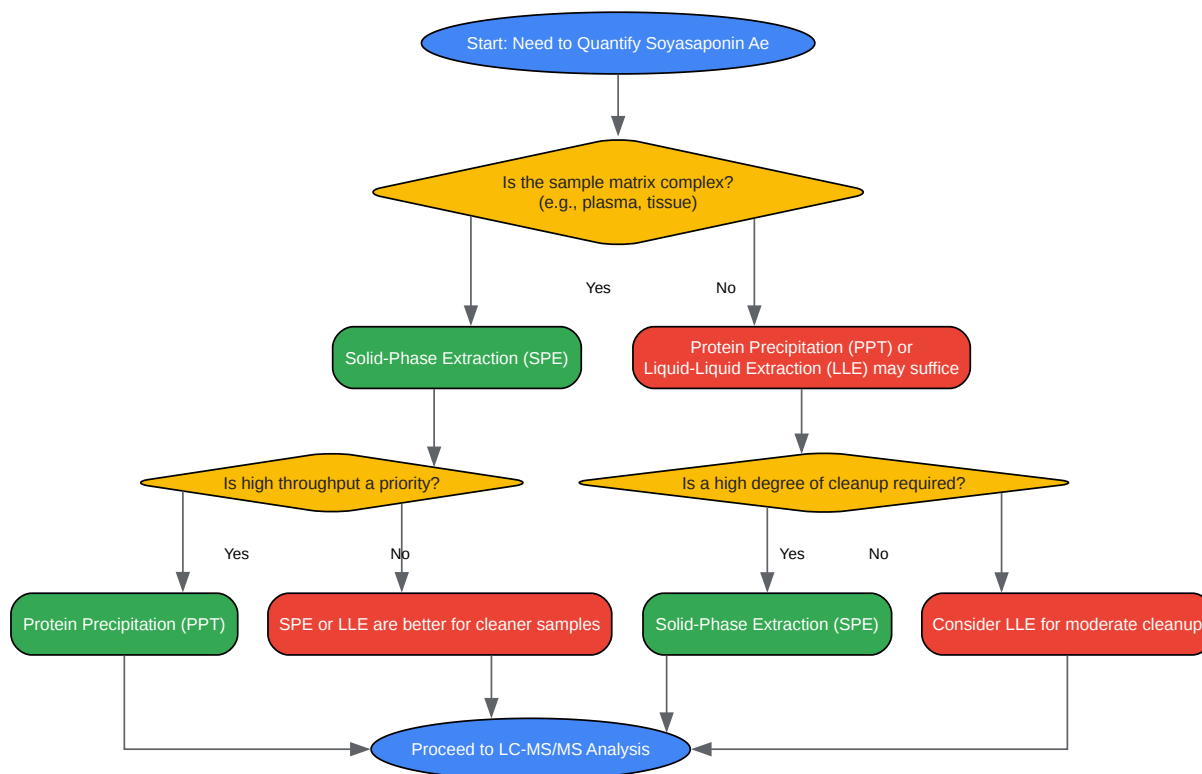 Start: Need to Quantify Soyasaponin Ae
Is the sample matrix complex?
(e.g., plasma, tissue)
Yes
No
Solid-Phase Extraction (SPE)
Protein Precipitation (PPT) or
Liquid-Liquid Extraction (LLE) may suffice
Is high throughput a priority?
Is a high degree of cleanup required?
Yes
No
Yes
No
Protein Precipitation (PPT)
SPE or LLE are better for cleaner samples
Solid-Phase Extraction (SPE)
Consider LLE for moderate cleanup
Proceed to LC-MS/MS Analysis